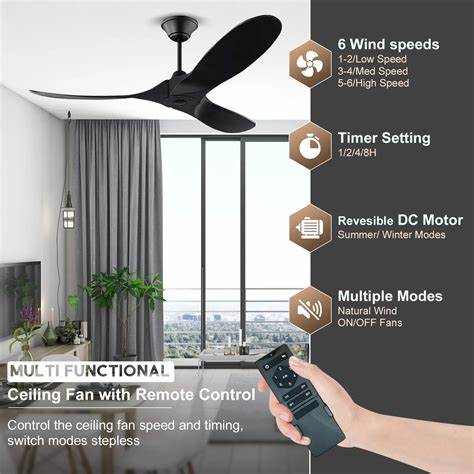 6 Wind speeds
1-2/Low Speed
3-4/Med Speed
5-6/High Speed
Timer Setting
1/2/4/8H
Revesible DC Motor
Summer/ Winter Modes
Multiple Modes
Natural Wind
ON/OFF Fans
MULTI FUNCTIONAL
Ceiling Fan with Remote Control
Control the ceiling fan speed and timing,
switch modes stepless